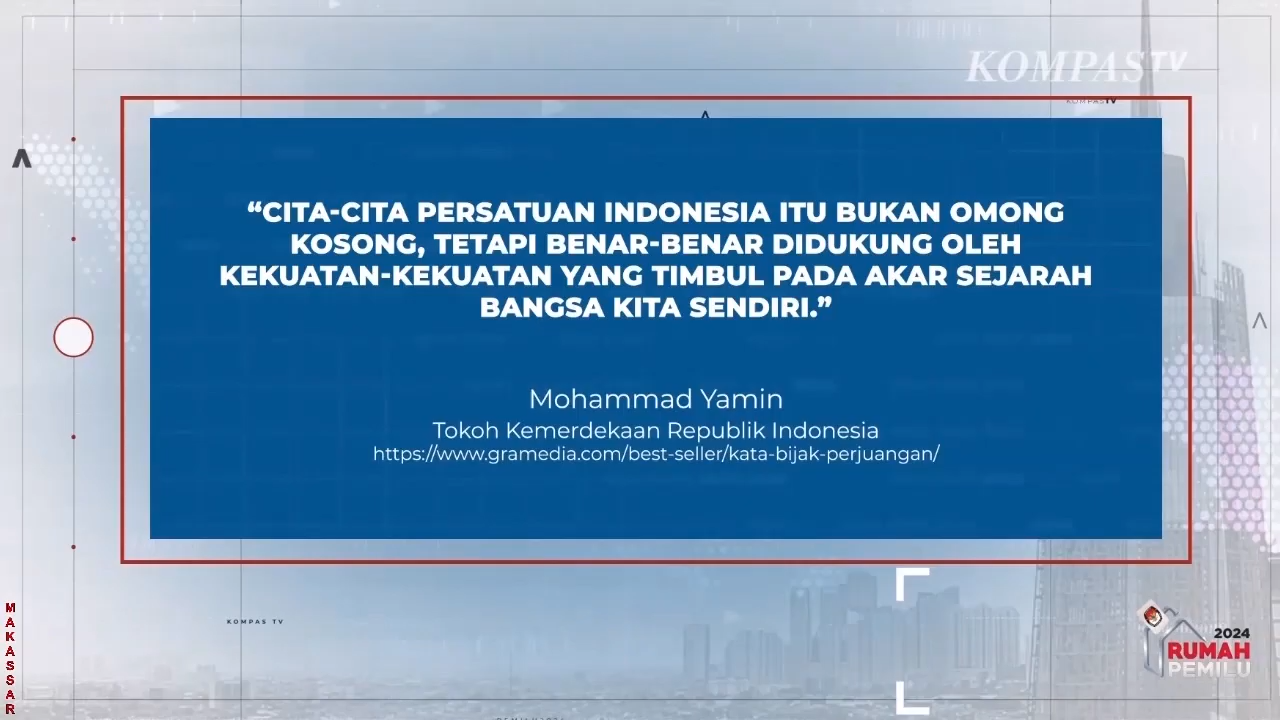 KOMPASTV
KOMPASTV
“CITA-CITA PERSATUAN INDONESIA ITU BUKAN OMONG
KOSONG, TETAPI BENAR-BENAR DIDUKUNG OLEH
KEKUATAN-KEKUATAN YANG TIMBUL PADA AKAR SEJARAH
BANGSA KITA SENDIRI.”
Mohammad Yamin
Tokoh Kemerdekaan Republik Indonesia
https://www.gramedia.com/best-seller/kata-bijak-perjuangan/
MAKASSAR
KOMPAS TV
2024
RUMAH
PEMILU